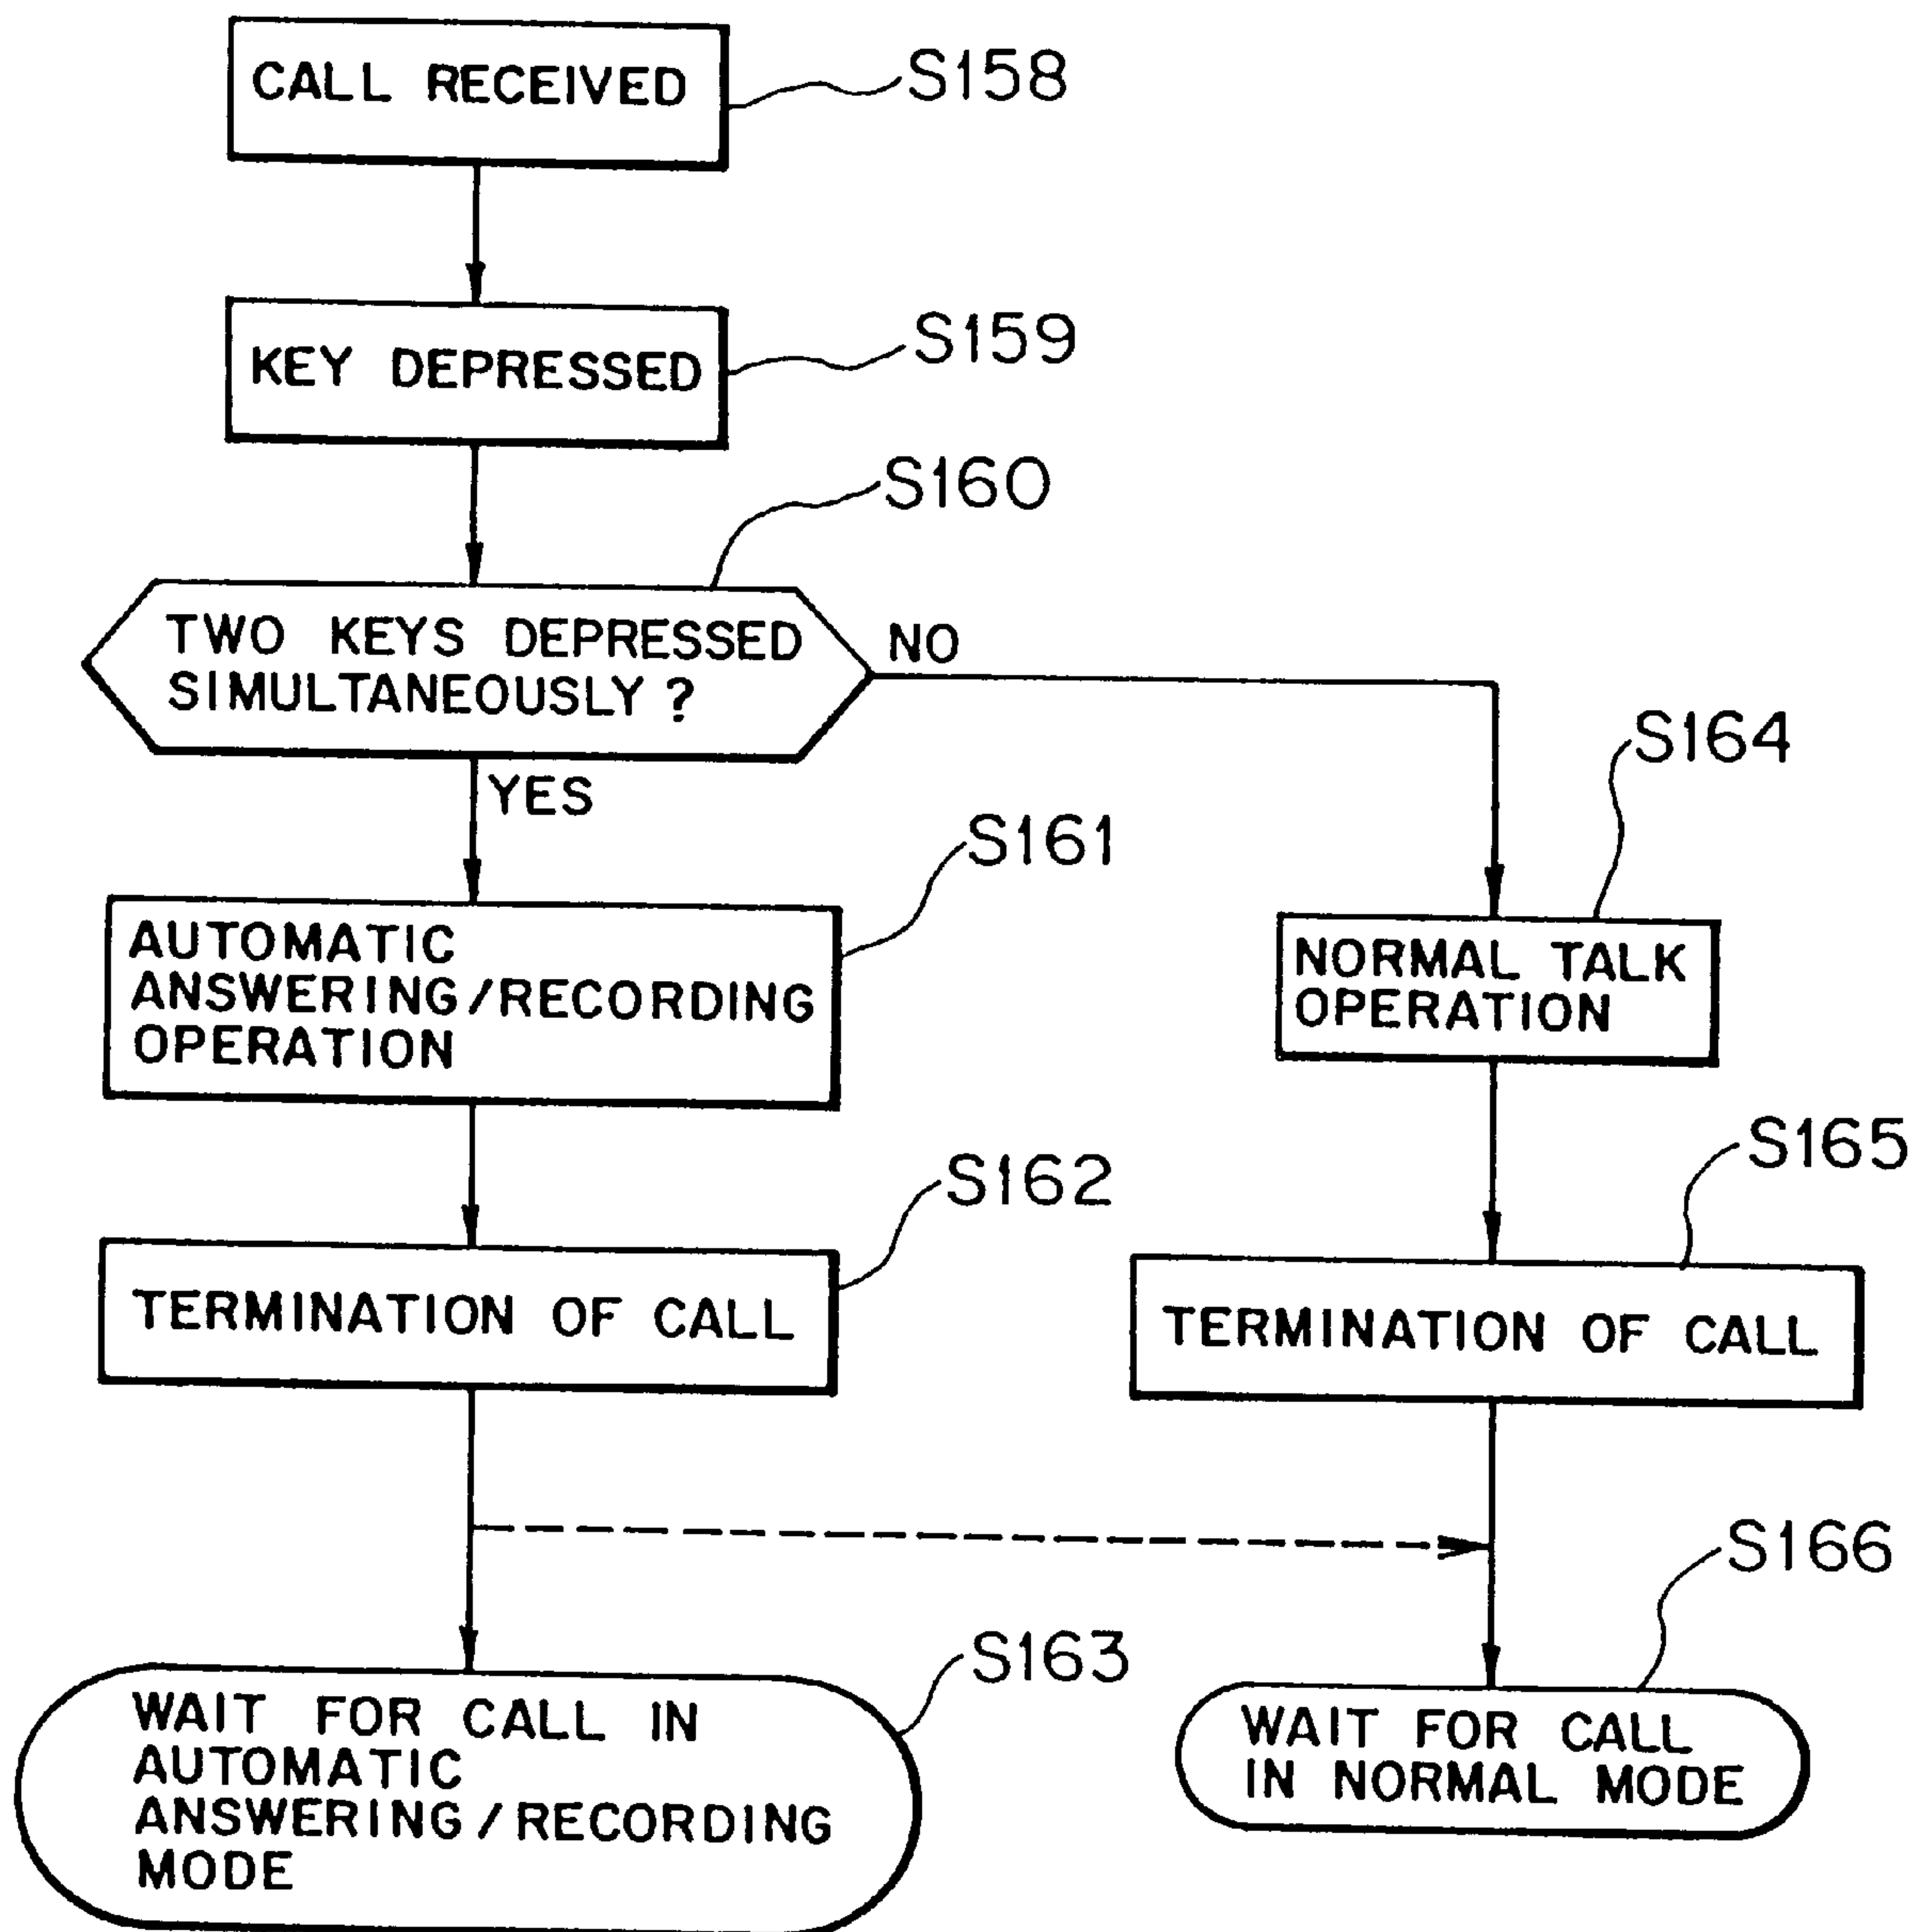 CALL RECEIVED
S158
KEY DEPRESSED
S159
S160
TWO KEYS DEPRESSED
SIMULTANEOUSLY ?
NO
YES
S164
S161
AUTOMATIC
ANSWERING/RECORDING
OPERATION
NORMAL TALK
OPERATION
S165
S162
TERMINATION OF CALL
TERMINATION OF CALL
S166
S163
WAIT FOR CALL IN
AUTOMATIC
ANSWERING/RECORDING
MODE
WAIT FOR CALL
IN NORMAL MODE